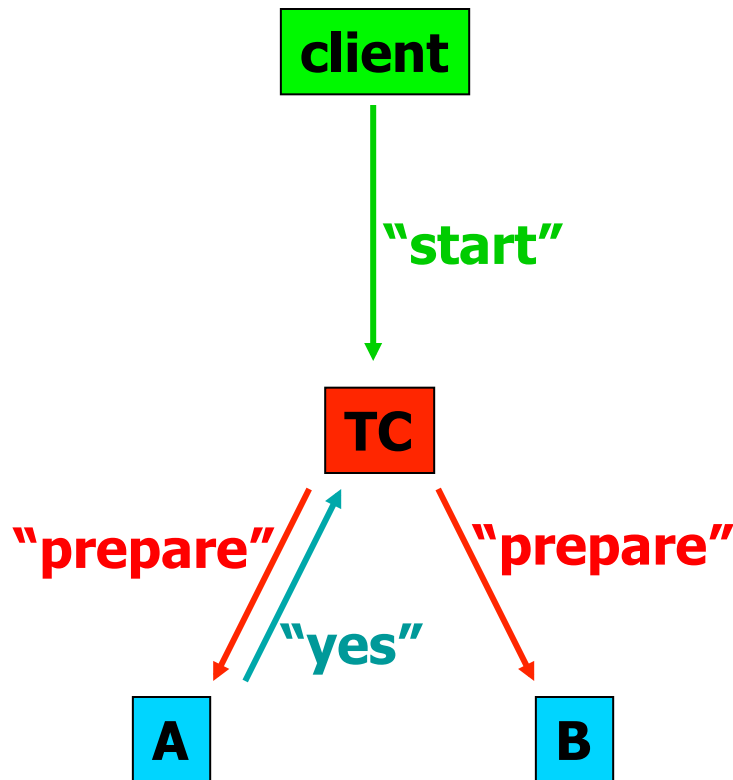 client
“start”
TC
“prepare”
“prepare”
“yes”
A
B